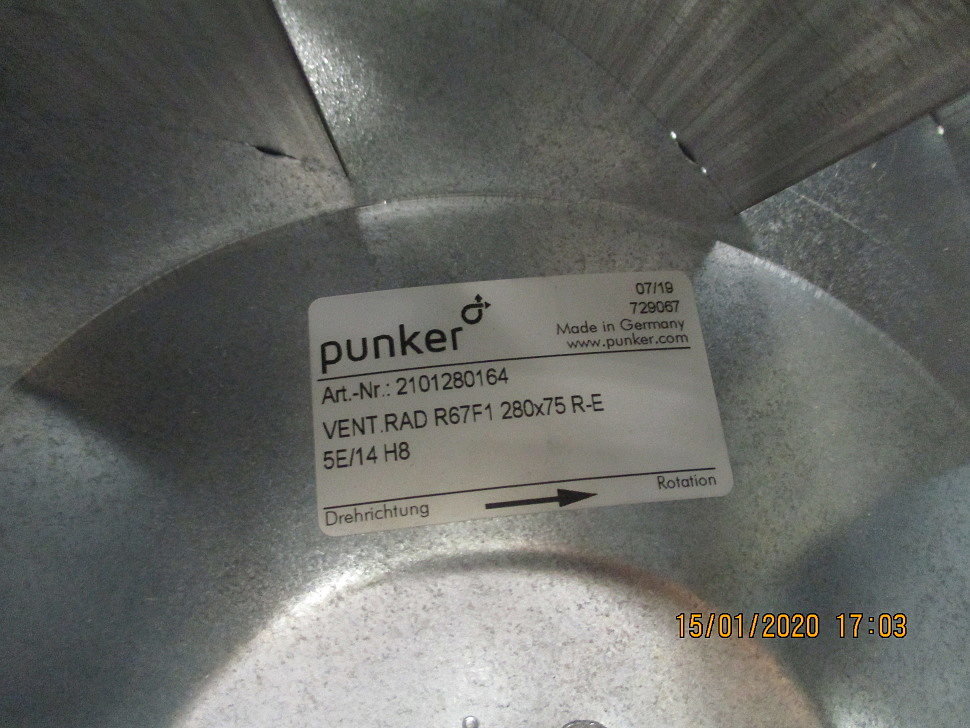 punker
07/19
729067
Made in Germany
www.punker.com
Art.-Nr.: 2101280164
VENT.RAD R67F1 280x75 R-E
5E/14 H8
Drehrichtung
Rotation
15/01/2020 17:03